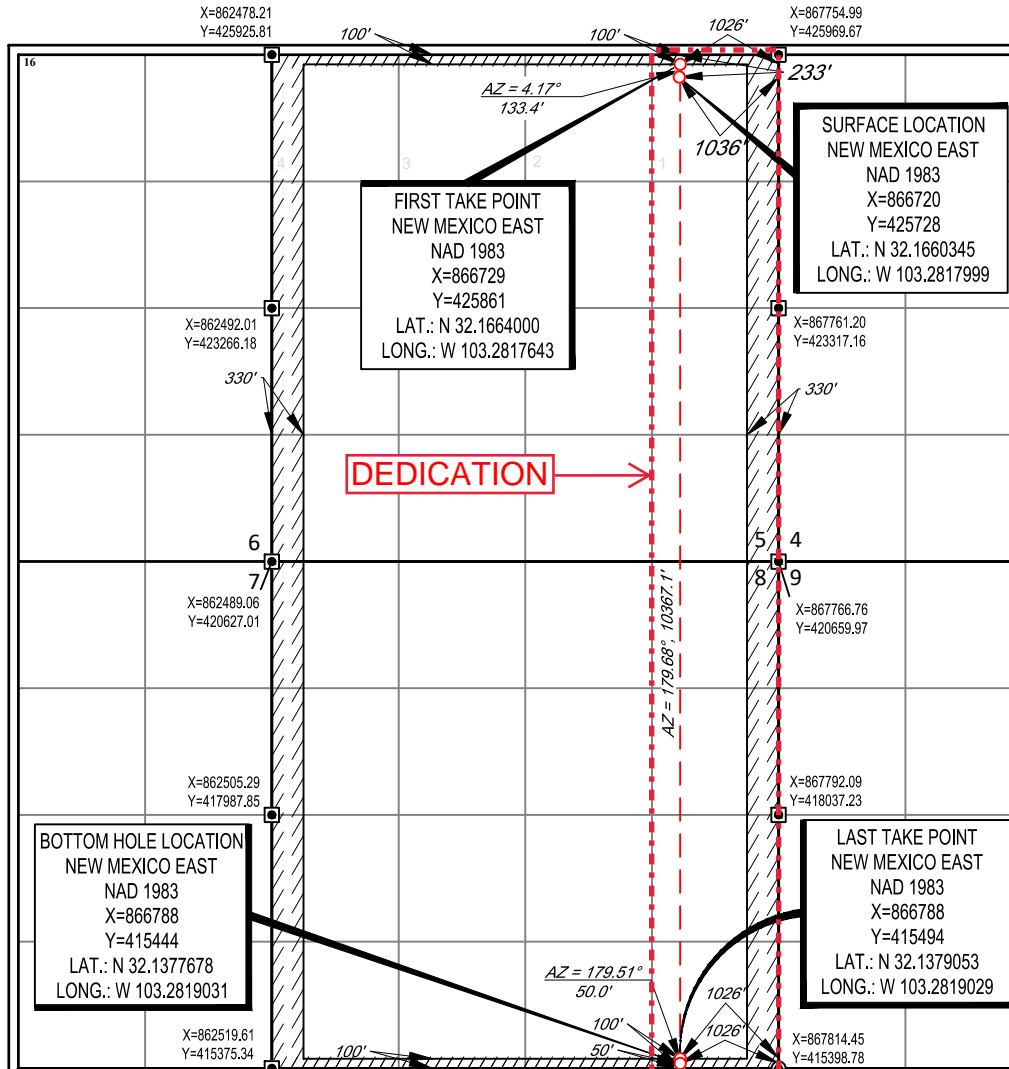 X=862478.21
Y=425925.81
100'
100'
1026'
X=867754.99
Y=425969.67
16
AZ = 4.17°
133.4'
233'
1036'
4
3
2
1
FIRST TAKE POINT
NEW MEXICO EAST
NAD 1983
X=866729
Y=425861
LAT.: N 32.1664000
LONG.: W 103.2817643
SURFACE LOCATION
NEW MEXICO EAST
NAD 1983
X=866720
Y=425728
LAT.: N 32.1660345
LONG.: W 103.2817999
X=862492.01
Y=423266.18
X=867761.20
Y=423317.16
330'
330'
DEDICATION
6
5
4
7
8
9
X=862489.06
Y=420627.01
X=867766.76
Y=420659.97
AZ = 179.68°, 10367.1'
X=862505.29
Y=417987.85
X=867792.09
Y=418037.23
BOTTOM HOLE LOCATION
NEW MEXICO EAST
NAD 1983
X=866788
Y=415444
LAT.: N 32.1377678
LONG.: W 103.2819031
LAST TAKE POINT
NEW MEXICO EAST
NAD 1983
X=866788
Y=415494
LAT.: N 32.1379053
LONG.: W 103.2819029
AZ = 179.51°
50.0'
1026'
100'
1026'
50'
100'
X=862519.61
Y=415375.34
X=867814.45
Y=415398.78